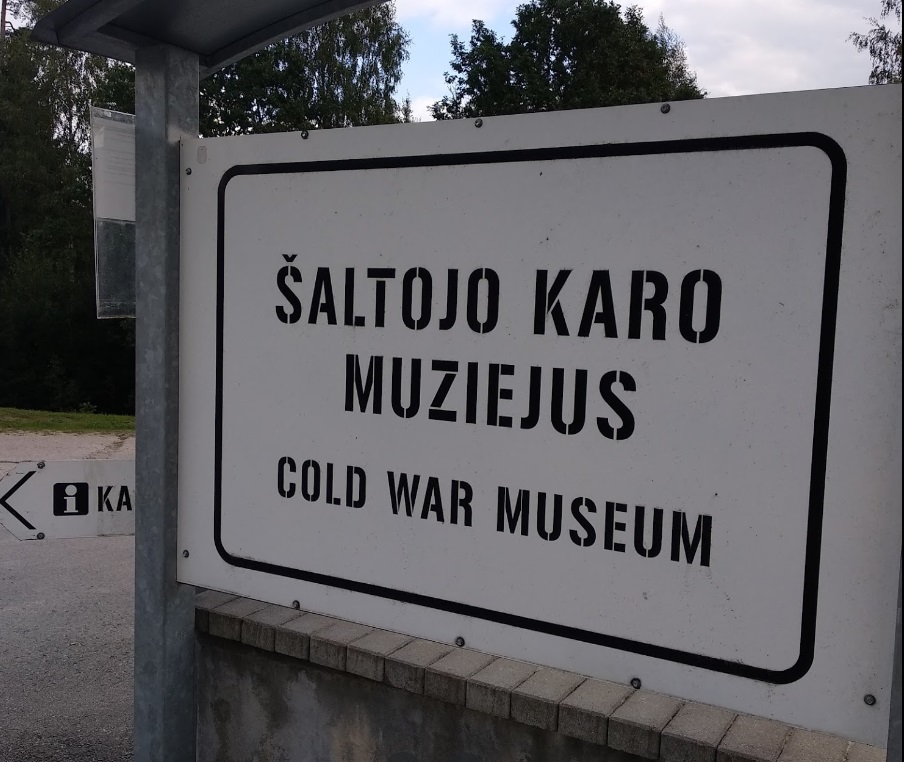 ŠALTOJO KARO
MUZIEJUS
COLD WAR MUSEUM
i KA